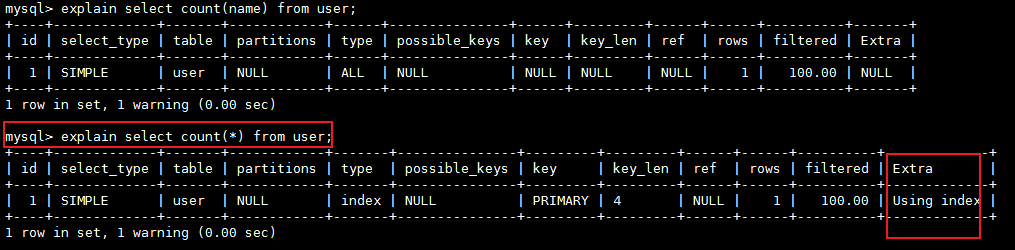 mysql> explain select count(name) from user;
+----+-------------+-------+------------+------+---------------+------+---------+------+------+----------+-------+
| id | select_type | table | partitions | type | possible_keys | key  | key_len | ref  | rows | filtered | Extra |
+----+-------------+-------+------------+------+---------------+------+---------+------+------+----------+-------+
|  1 | SIMPLE      | user  | NULL       | ALL  | NULL          | NULL | NULL    | NULL |    1 |   100.00 | NULL  |
+----+-------------+-------+------------+------+---------------+------+---------+------+------+----------+-------+
1 row in set, 1 warning (0.00 sec)
mysql> explain select count(*) from user;
+----+-------------+-------+------------+-------+---------------+---------+---------+------+------+----------+-------------+
| id | select_type | table | partitions | type  | possible_keys | key     | key_len | ref  | rows | filtered | Extra       |
+----+-------------+-------+------------+-------+---------------+---------+---------+------+------+----------+-------------+
|  1 | SIMPLE      | user  | NULL       | index | NULL          | PRIMARY | 4       | NULL |    1 |   100.00 | Using index |
+----+-------------+-------+------------+-------+---------------+---------+---------+------+------+----------+-------------+
1 row in set, 1 warning (0.00 sec)